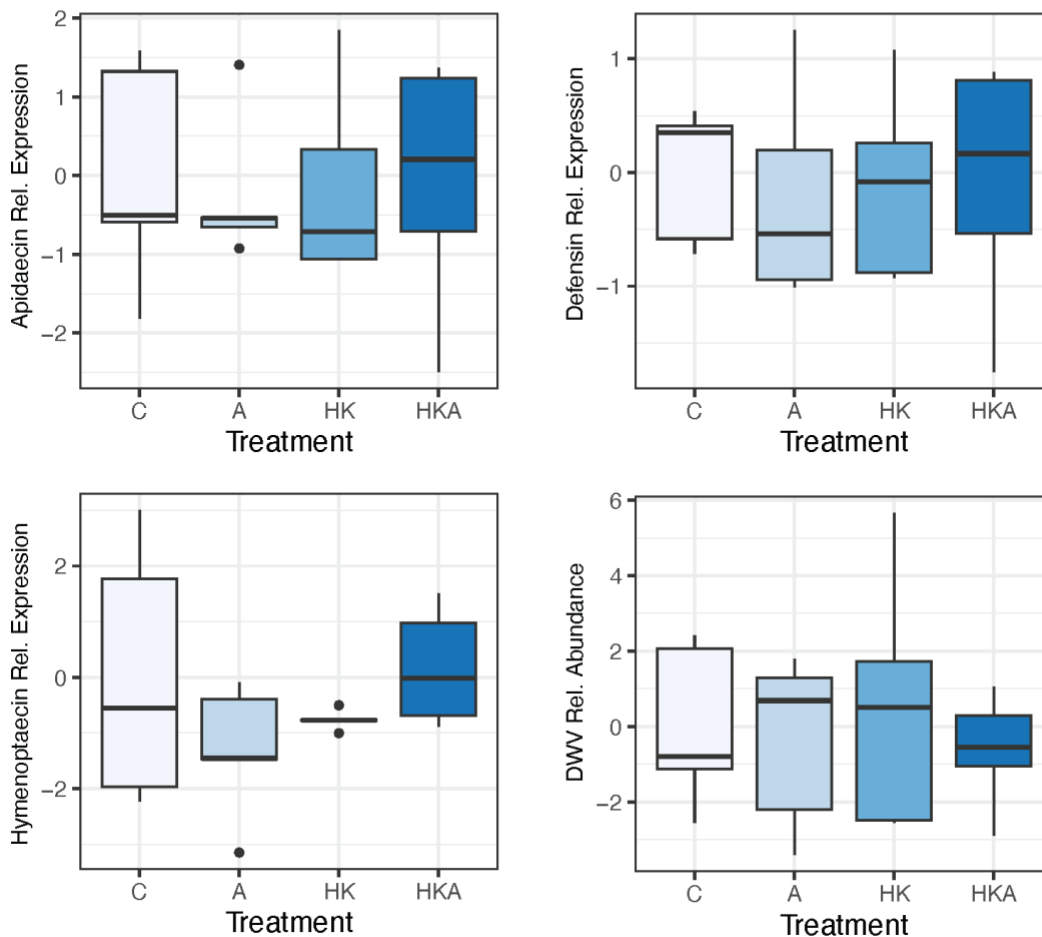 Apidaecin Rel. Expression
2
1
0
−1
−2
C A HK HKA
Treatment
Defensin Rel. Expression
1
0
−1
C A HK HKA
Treatment
Hymenoptaecin Rel. Expression
2
0
−2
C A HK HKA
Treatment
DWV Rel. Abundance
6
4
2
0
−2
C A HK HKA
Treatment